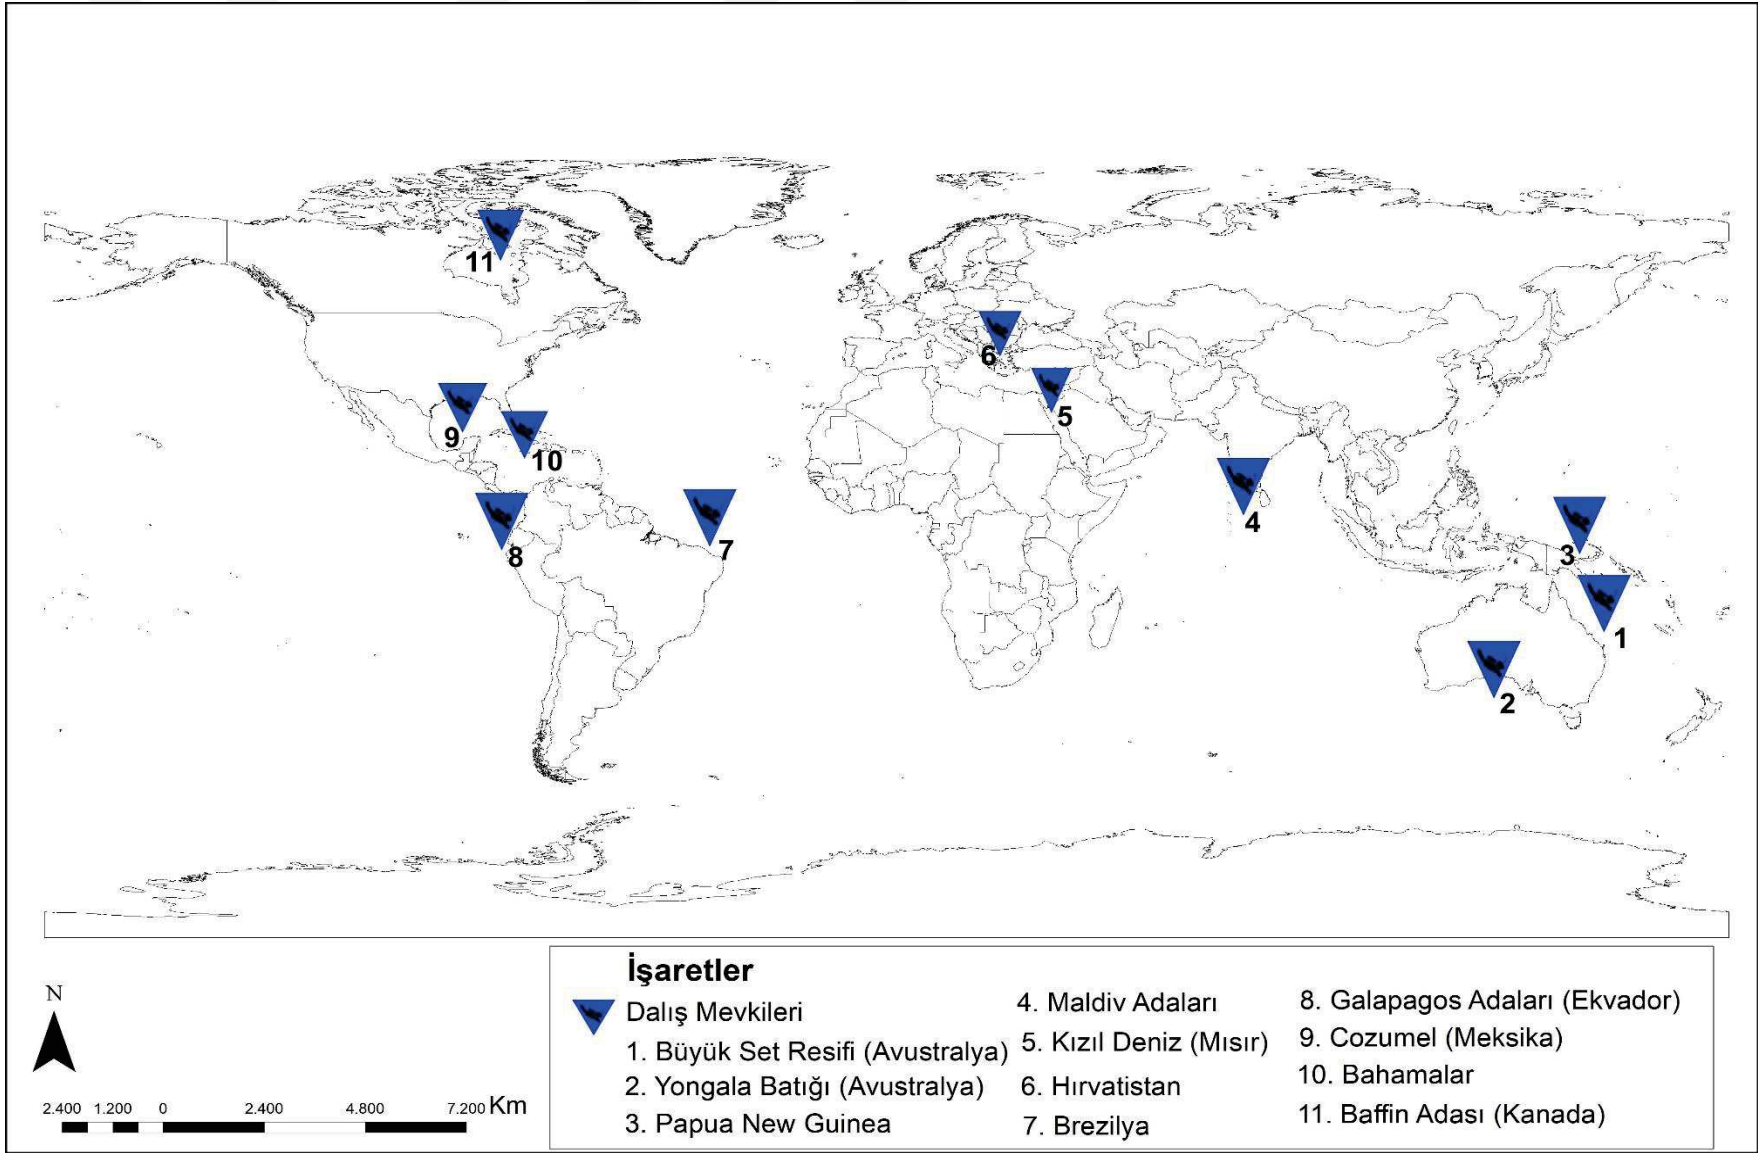 11
6
5
9
10
4
8
7
3
1
2
N
2.400 1.200 0 2.400 4.800 7.200 Km
İşaretler
Dalış Mevkileri
1. Büyük Set Resifi (Avustralya)
2. Yongala Batığı (Avustralya)
3. Papua New Guinea
4. Maldiv Adaları
5. Kızıl Deniz (Mısır)
6. Hırvatistan
7. Brezilya
8. Galapagos Adaları (Ekvador)
9. Cozumel (Meksika)
10. Bahamalar
11. Baffin Adası (Kanada)